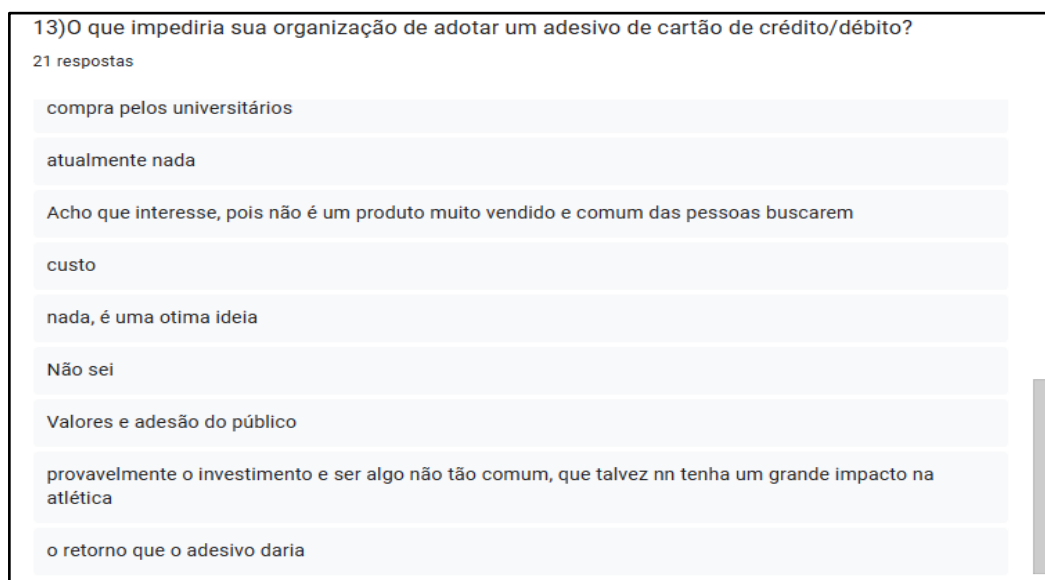 13)O que impediria sua organização de adotar um adesivo de cartão de crédito/débito?
21 respostas
compra pelos universitários
atualmente nada
Acho que interesse, pois não é um produto muito vendido e comum das pessoas buscarem
custo
nada, é uma otima ideia
Não sei
Valores e adesão do público
provavelmente o investimento e ser algo não tão comum, que talvez nn tenha um grande impacto na
atlética
o retorno que o adesivo daria